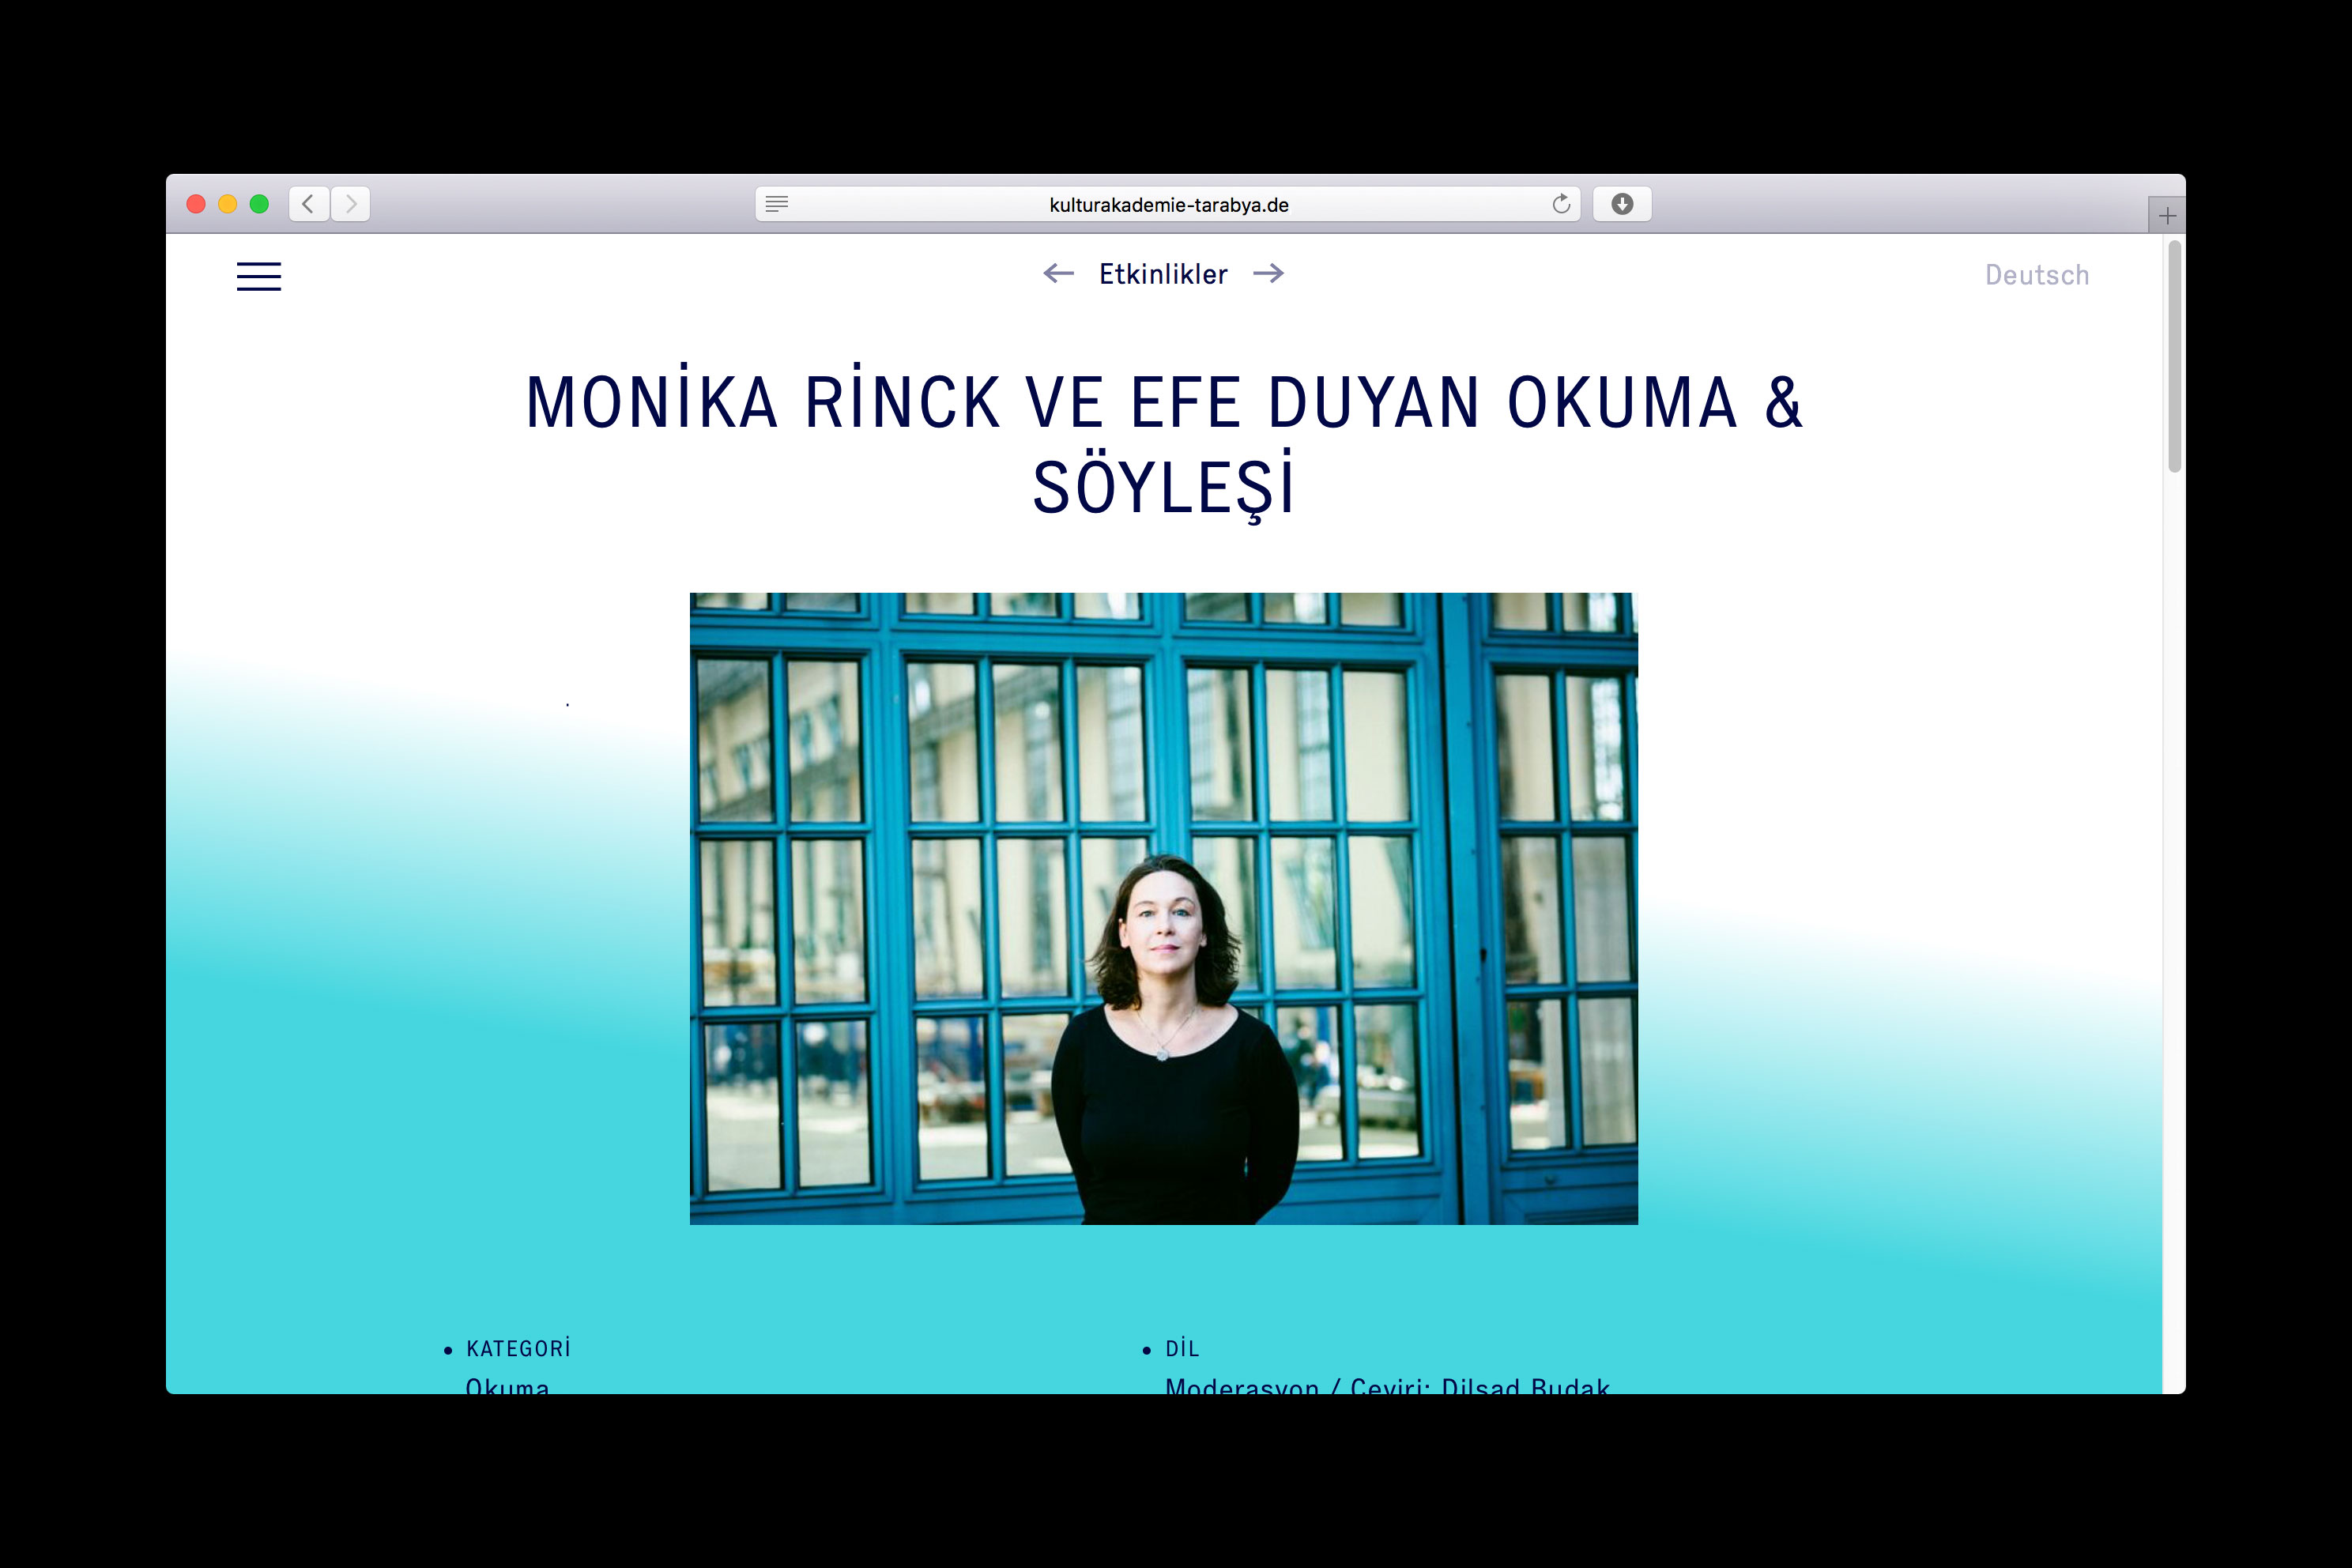 kulturakademie-tarabya.de
Etkinlikler
Deutsch
MONİKA RİNCK VE EFE DUYAN OKUMA &
SÖYLEŞİ
KATEGORİ
DİL
Okuma
Moderasyon / Çeviri: Dilşad Budak